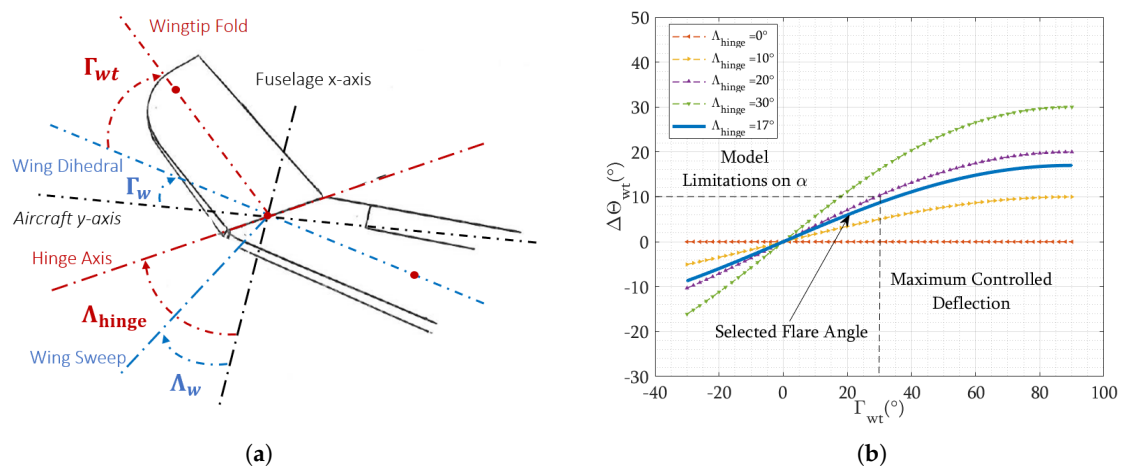 Wingtip Fold
Γwt
Fuselage x-axis
Wing Dihedral
Γw
Aircraft y-axis
Hinge Axis
Λhinge
Wing Sweep
Λw
(a)
Λhinge =0°
Λhinge =10°
Λhinge =20°
Λhinge =30°
Λhinge =17°
Model
Limitations on α
Maximum Controlled
Deflection
Selected Flare Angle
50
40
30
20
10
0
-10
-20
-30
ΔΘwt(°)
-40 -20 0 20 40 60 80 100
Γwt(°)
(b)